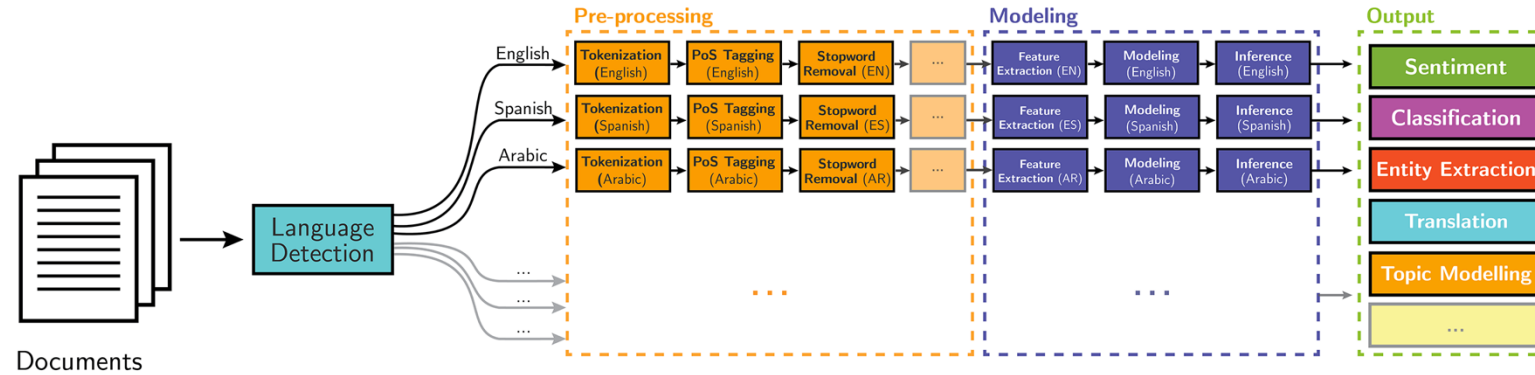 Pre-processing
Modeling
Output
English
Tokenization
(English)
PoS Tagging
(English)
Stopword
Removal (EN)
...
Feature
Extraction (EN)
Modeling
(English)
Inference
(English)
Sentiment
Spanish
Tokenization
(Spanish)
PoS Tagging
(Spanish)
Stopword
Removal (ES)
...
Feature
Extraction (ES)
Modeling
(Spanish)
Inference
(Spanish)
Classification
Arabic
Tokenization
(Arabic)
PoS Tagging
(Arabic)
Stopword
Removal (AR)
...
Feature
Extraction (AR)
Modeling
(Arabic)
Inference
(Arabic)
Entity Extraction
Language
Detection
Translation
...
...
...
...
...
Topic Modelling
...
Documents